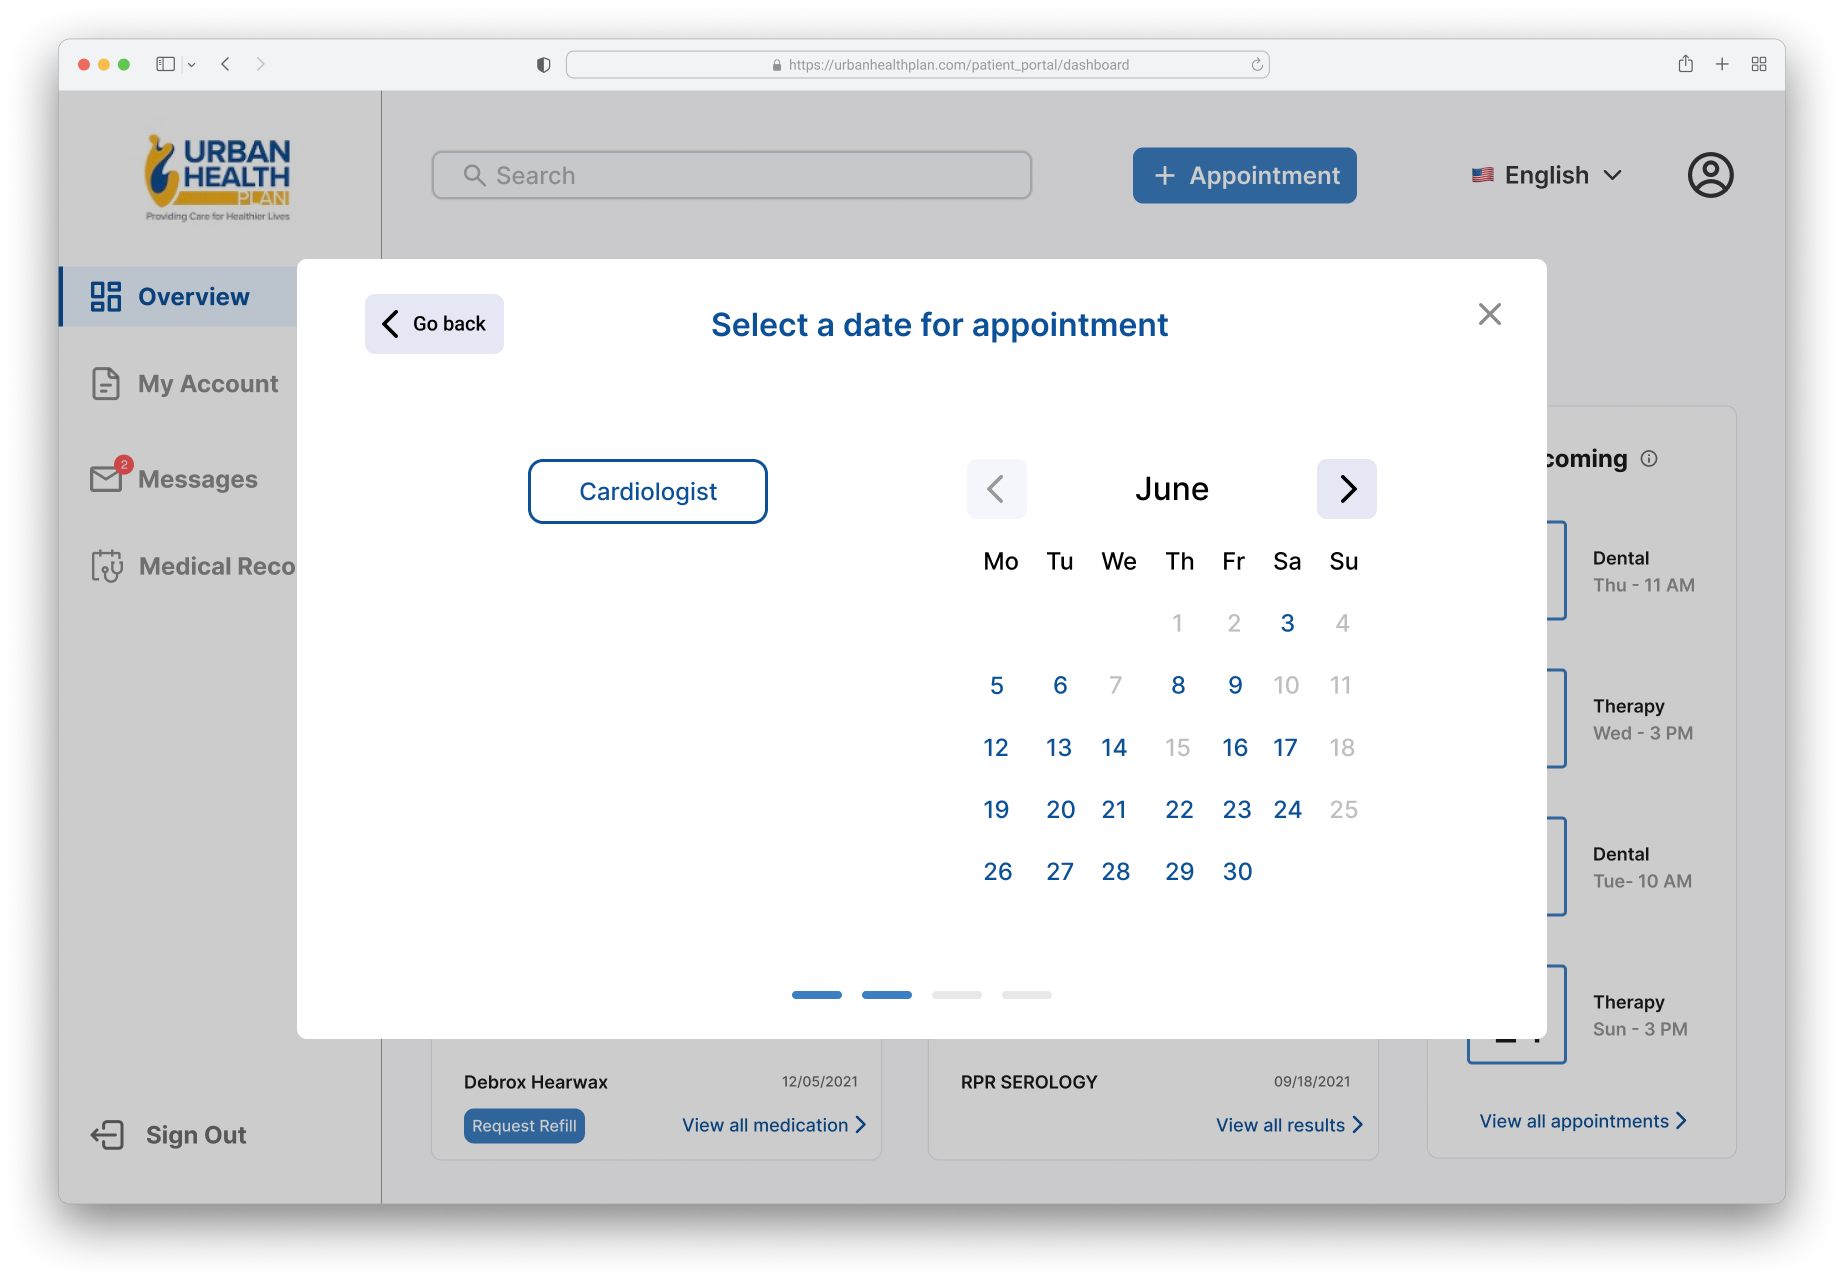 https://urbanhealthplan.com/patient_portal/dashboard
URBAN
HEALTH
PLAN
Providing Care for Healthier Lives
Search
+ Appointment
English
Overview
My Account
2
Messages
Medical Reco
Sign Out
Go back
Select a date for appointment
Cardiologist
June
Mo Tu We Th Fr Sa Su
1 2 3 4
5 6 7 8 9 10 11
12 13 14 15 16 17 18
19 20 21 22 23 24 25
26 27 28 29 30
coming
Dental
Thu - 11 AM
Therapy
Wed - 3 PM
Dental
Tue- 10 AM
Therapy
Sun - 3 PM
View all appointments
Debrox Hearwax 12/05/2021
Request Refill View all medication
RPR SEROLOGY 09/18/2021
View all results